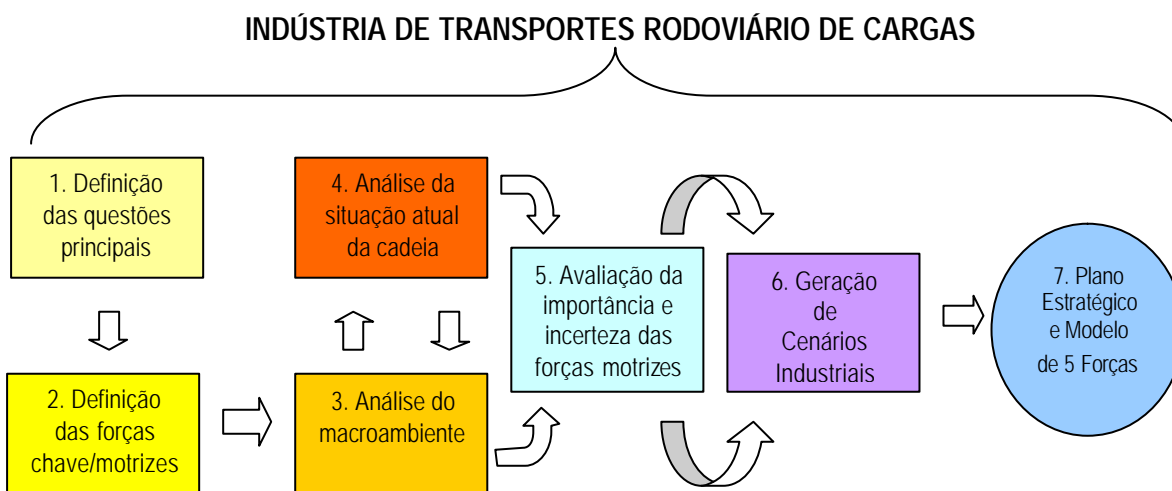 INDÚSTRIA DE TRANSPORTES RODOVIÁRIO DE CARGAS
1. Definição
das questões
principais
2. Definição
das forças
chave/motrizes
3. Análise do
macroambiente
4. Análise da
situação atual
da cadeia
5. Avaliação da
importância e
incerteza das
forças motrizes
6. Geração
de
Cenários
Industriais
7. Plano
Estratégico
e Modelo
de 5 Forças